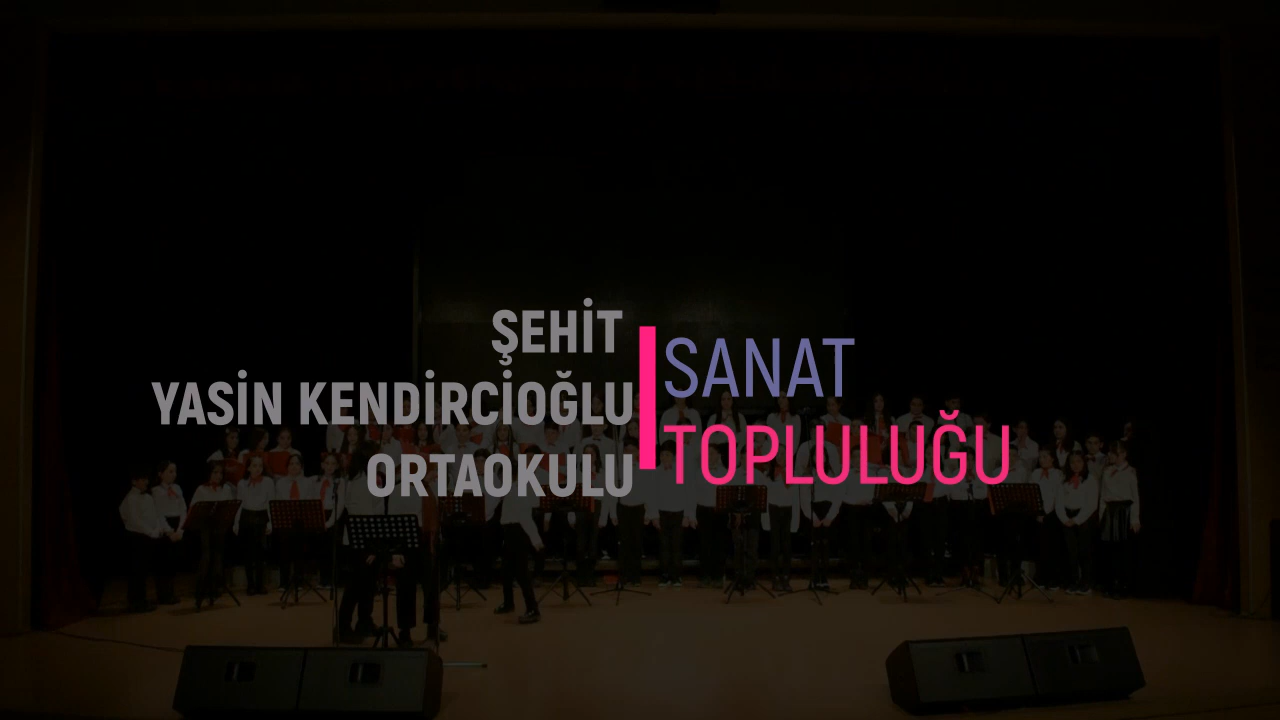 ŞEHİT
YASİN KENDİRCİOĞLU
ORTAOKULU
SANAT
TOPLULUĞU